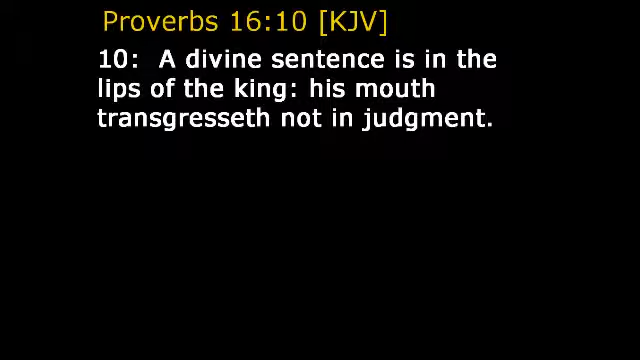 Proverbs 16:10 [KJV]
10:  A divine sentence is in the
lips of the king: his mouth
transgresseth not in judgment.